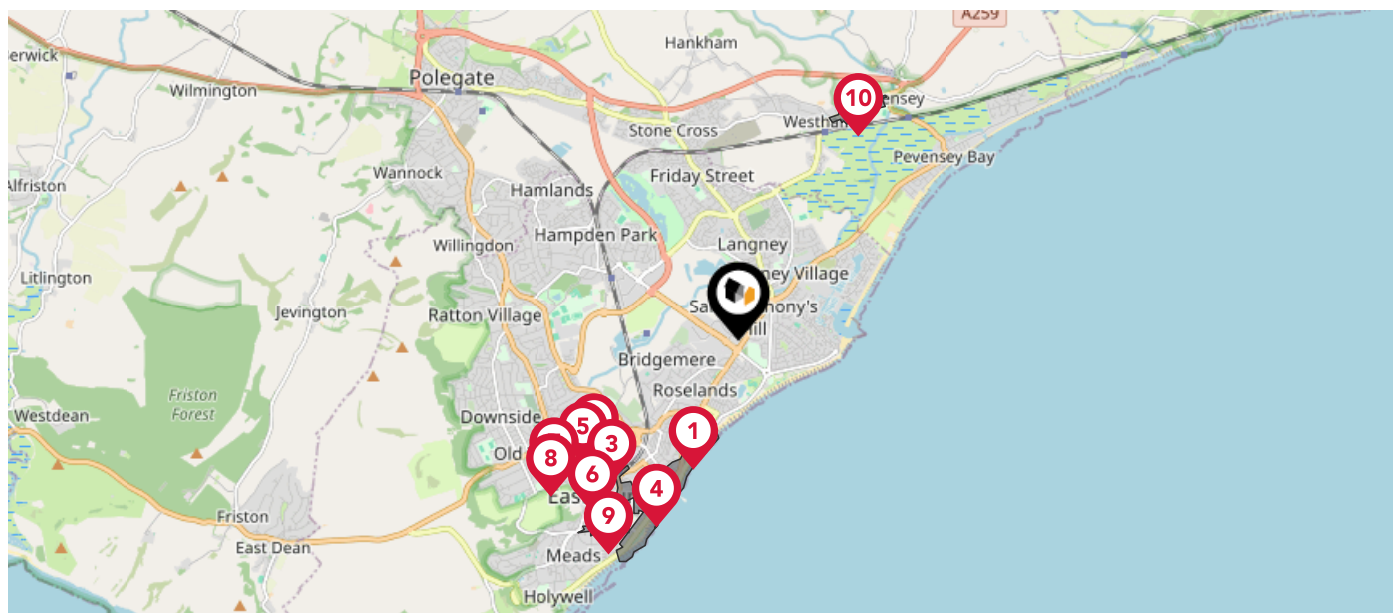 A259
erwick
Hankham
Polegate
Wilmington
10
ensey
Westha
Stone Cross
Pevensey Bay
Wannock
Friday Street
Alfriston
Hamlands
Hampden Park
Willingdon
Langney
ney Village
Litlington
Jevington
Ratton Village
Sa
ony's
ill
Bridgemere
Roselands
Friston
Forest
Westdean
Downside
5
1
3
Old
8
6
4
Eas
9
Friston
East Dean
Meads
Holywell